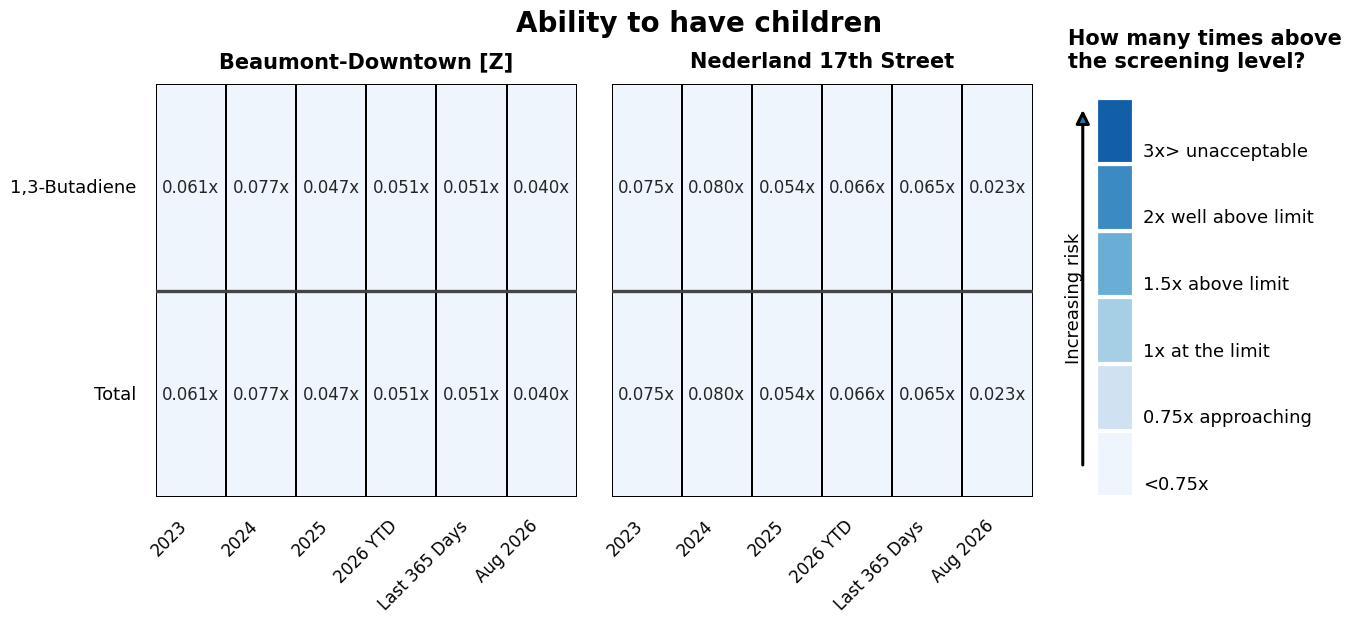 Ability to have children
Beaumont-Downtown [Z]
Nederland 17th Street
How many times above
the screening level?
1,3-Butadiene
0.061x 0.077x 0.047x 0.051x 0.051x 0.040x
0.075x 0.080x 0.054x 0.066x 0.065x 0.023x
Total
0.061x 0.077x 0.047x 0.051x 0.051x 0.040x
0.075x 0.080x 0.054x 0.066x 0.065x 0.023x
2023 2024 2025 2026 YTD Last 365 Days Aug 2026
2023 2024 2025 2026 YTD Last 365 Days Aug 2026
Increasing risk
3x> unacceptable
2x well above limit
1.5x above limit
1x at the limit
0.75x approaching
<0.75x